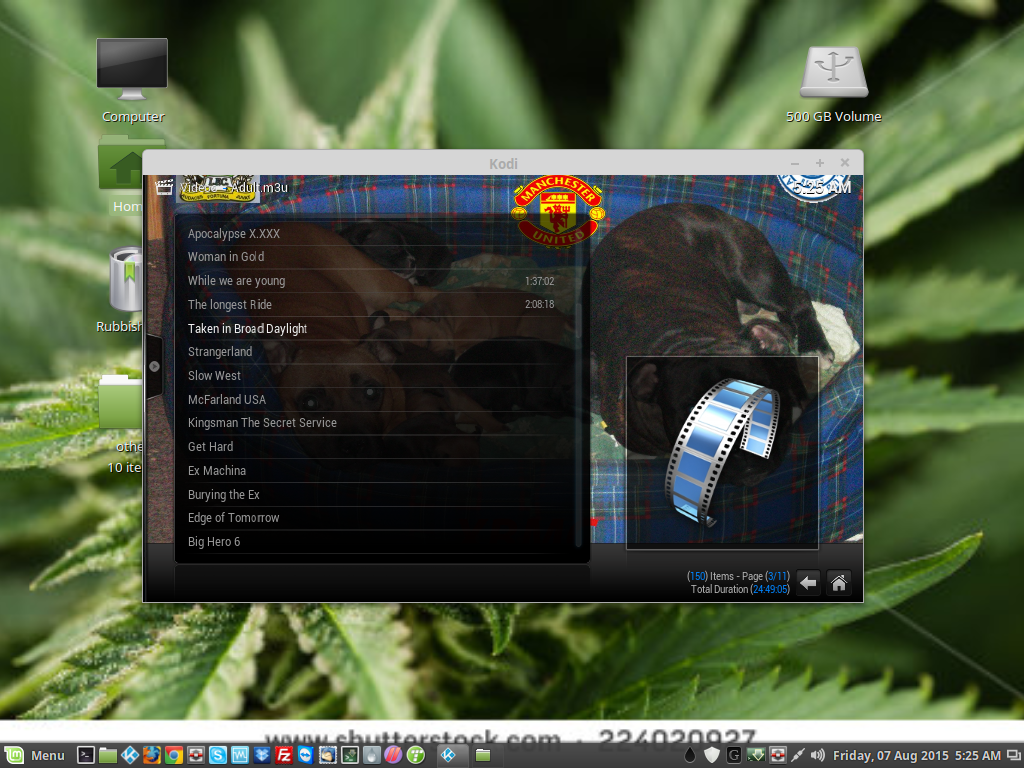 Computer
500 GB Volume
Kodi
Videos - Adult.m3u
5:25 AM
MANCHESTER
UNITED
Hom
Rubbish
othe
10 ite
Apocalypse X.XXX
Woman in Gold
While we are young 1:37:02
The longest Ride 2:08:18
Taken in Broad Daylight
Strangerland
Slow West
McFarland USA
Kingsman The Secret Service
Get Hard
Ex Machina
Burying the Ex
Edge of Tomorrow
Big Hero 6
(150) Items - Page (3/11)
Total Duration (24:49:05)
www.shutterstock.com · 224020927
Menu
Friday, 07 Aug 2015 5:25 AM